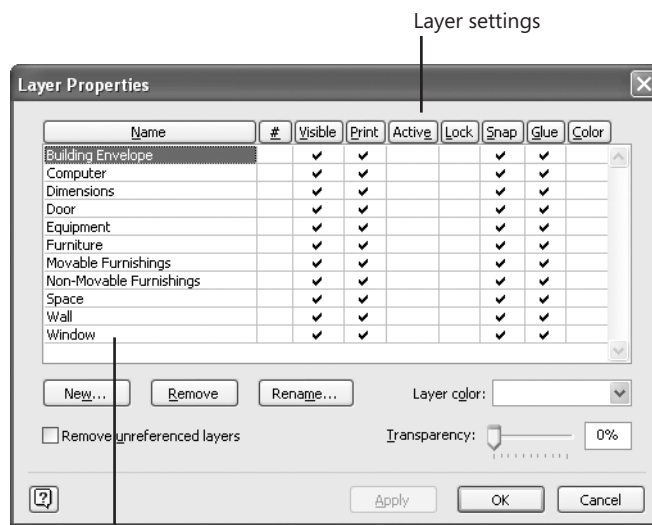 Layer settings
Layer Properties
Name # Visible Print Active Lock Snap Glue Color
Building Envelope
Computer
Dimensions
Door
Equipment
Furniture
Movable Furnishings
Non-Movable Furnishings
Space
Wall
Window
New... Remove Rename... Layer color:
Remove unreferenced layers Transparency: 0%
? Apply OK Cancel